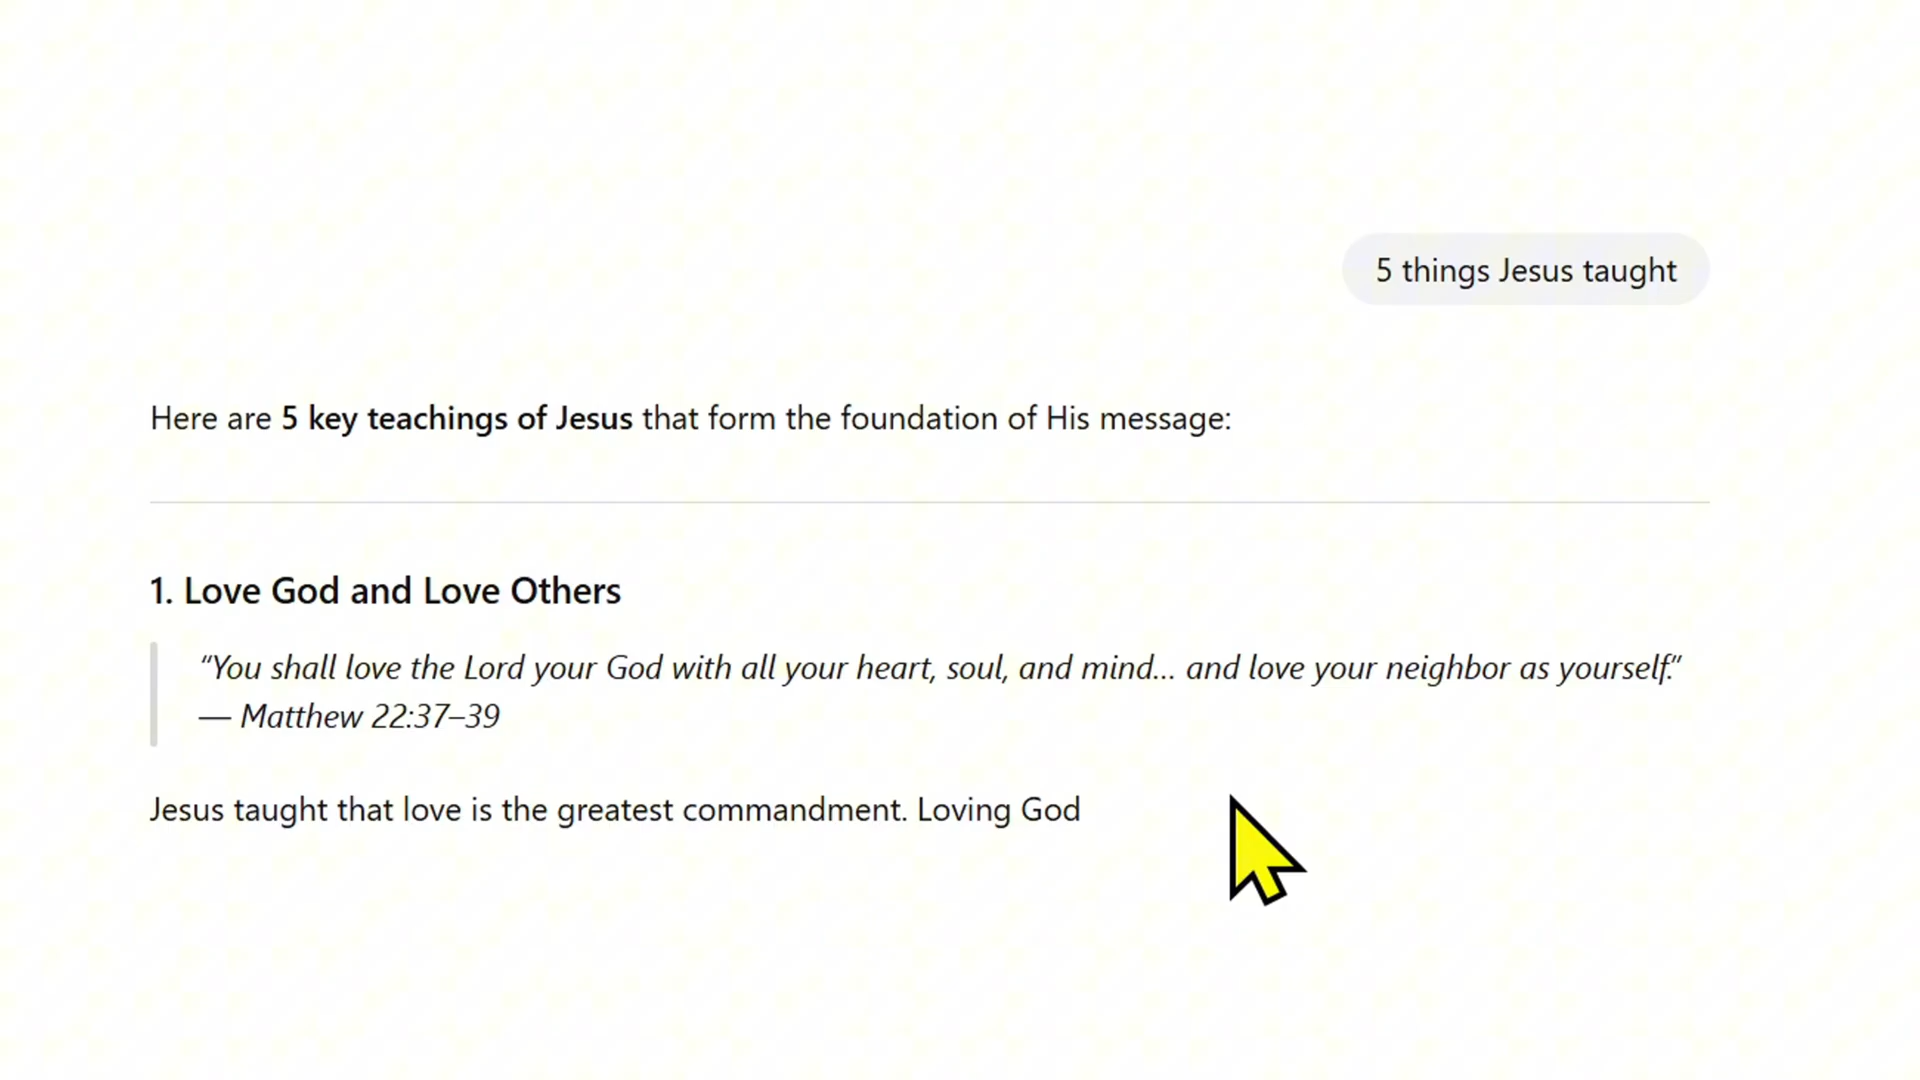 5 things Jesus taught
Here are 5 key teachings of Jesus that form the foundation of His message:
1. Love God and Love Others
“You shall love the Lord your God with all your heart, soul, and mind... and love your neighbor as yourself.”
— Matthew 22:37–39
Jesus taught that love is the greatest commandment. Loving God